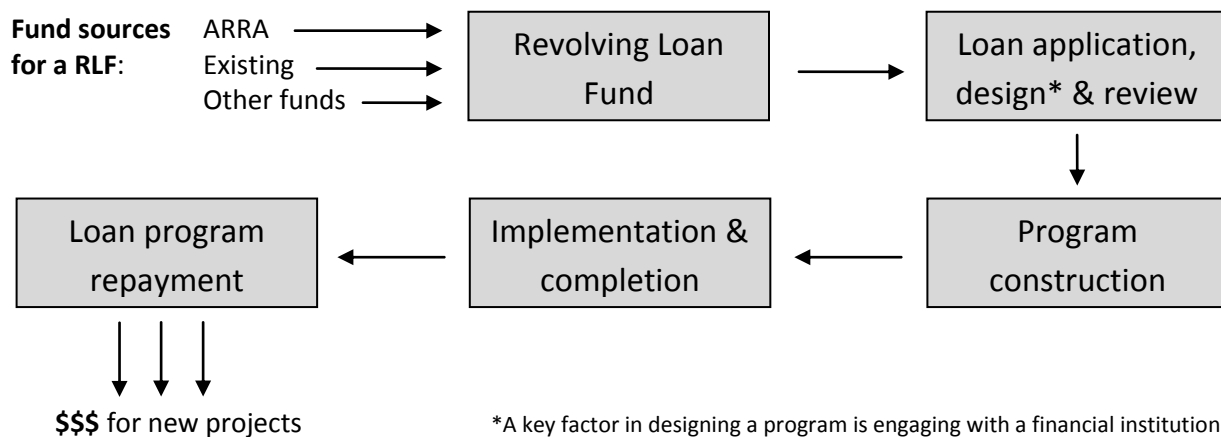 Fund sources
for a RLF:
ARRA
Existing
Other funds
Revolving Loan
Fund
Loan application,
design* & review
Program
construction
Implementation &
completion
Loan program
repayment
$$$ for new projects
*A key factor in designing a program is engaging with a financial institution